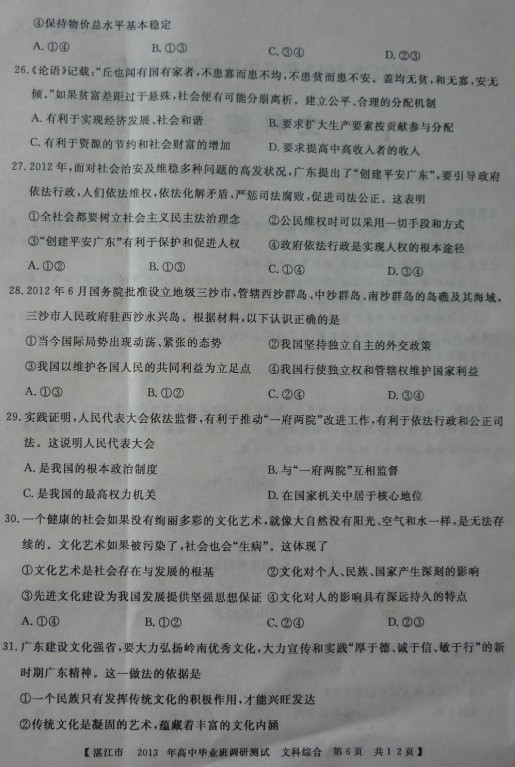 ④保持物价总水平基本稳定
A. ①④ B. ①③ C. ③④ D. ②③
26.《论语》记载:“丘也闻有国有家者,不患寡而患不均,不患贫而患不安。盖均无贫,和无寡,安无
倾。”如果贫富差距过于悬殊,社会便有可能分崩离析。建立公平、合理的分配机制
A. 有利于实现经济发展、社会和谐 B. 要求扩大生产要素按贡献参与分配
C. 有利于资源的节约和社会财富的增加 D. 要求提高中高收入者的收入
27. 2012 年,面对社会治安及维稳多种问题的高发状况,广东提出了“创建平安广东”,要引导政府
依法行政,人们依法维权,依法化解矛盾,严惩司法腐败,促进司法公正。这表明
①全社会都要树立社会主义民主法治理念 ②公民维权时可以采用一切手段和方式
③“创建平安广东”有利于保护和促进人权 ④政府依法行政是实现人权的根本途径
A. ①② B. ①③ C. ①④ D. ③④
28. 2012 年 6 月国务院批准设立地级三沙市,管辖西沙群岛、中沙群岛、南沙群岛的岛礁及其海域,
三沙市人民政府驻西沙永兴岛。根据材料,以下认识正确的是
①当今国际局势出现动荡、紧张的态势 ②我国坚持独立自主的外交政策
③我国以维护各国人民的共同利益为立足点 ④我国行使独立权和管辖权维护国家利益
A. ①③ B. ①② C. ②④ D. ③④
29. 实践证明,人民代表大会依法监督,有利于推动“一府两院”改进工作,有利于依法行政和公正司
法。这说明人民代表大会
A. 是我国的根本政治制度 B. 与“一府两院”互相监督
C. 是我国的最高权力机关 D. 在国家机关中居于核心地位
30. 一个健康的社会如果没有绚丽多彩的文化艺术,就像大自然没有阳光、空气和水一样,是无法存
续的。文化艺术如果被污染了,社会也会“生病”。这体现了
①文化艺术是社会存在与发展的根基 ②文化对个人、民族、国家产生深刻的影响
③先进文化建设为我国发展提供坚强思想保证 ④文化对人的影响具有深远持久的特点
A. ①④ B. ①② C. ②④ D. ②③
31. 广东建设文化强省,要大力弘扬岭南优秀文化,大力宣传和实践“厚于德、诚于信、敏于行”的新
时期广东精神。这一做法的依据是
①一个民族只有发挥传统文化的积极作用,才能兴旺发达
②传统文化是凝固的艺术,蕴藏着丰富的文化内涵
【 湛江市 2013 年高中毕业班调研测试 文科综合 第 6 页 共 1 2 页】